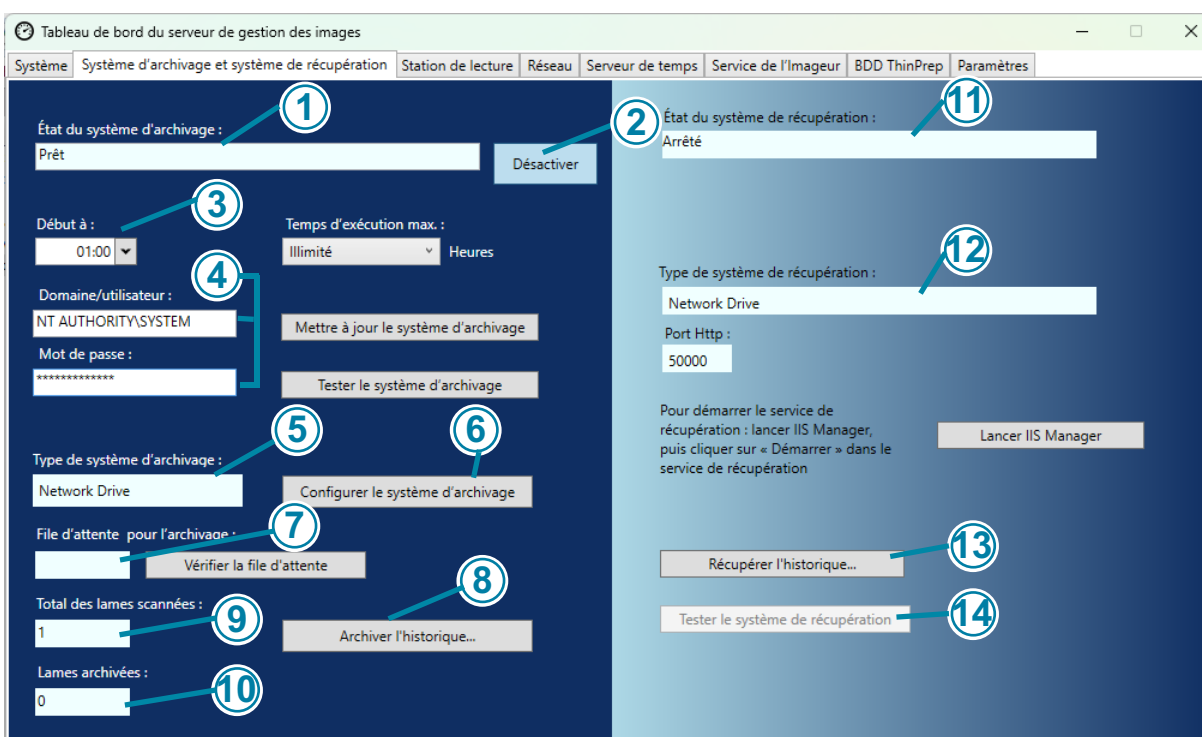 Tableau de bord du serveur de gestion des images
Système
Système d'archivage et système de récupération
Station de lecture
Réseau
Serveur de temps
Service de l'Imageur
BDD ThinPrep
Paramètres
1
État du système d'archivage :
Prêt
2
Désactiver
3
Début à :
01:00
Temps d'exécution max. :
Illimité
Heures
4
Domaine/utilisateur :
NT AUTHORITY\SYSTEM
Mettre à jour le système d'archivage
Mot de passe :
*************
Tester le système d'archivage
5
6
Type de système d'archivage :
Network Drive
Configurer le système d'archivage
7
File d'attente pour l'archivage :
Vérifier la file d'attente
8
Total des lames scannées :
9
1
Archiver l'historique...
Lames archivées :
10
0
11
État du système de récupération :
Arrêté
12
Type de système de récupération :
Network Drive
Port Http :
50000
Pour démarrer le service de
récupération : lancer IIS Manager,
puis cliquer sur « Démarrer » dans le
service de récupération
Lancer IIS Manager
13
Récupérer l'historique...
14
Tester le système de récupération